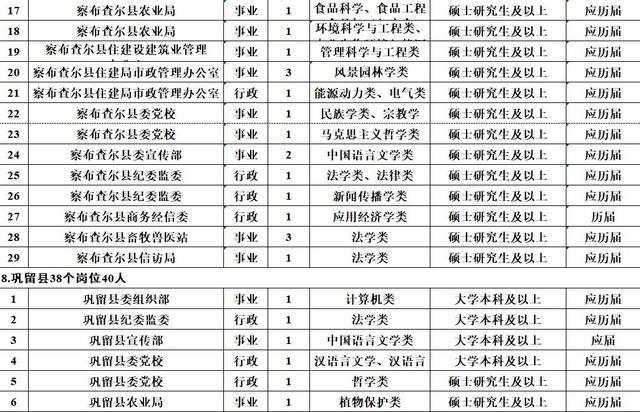 17 察布查尔县农业局 事业 1 食品科学、食品工程 硕士研究生及以上 应历届
18 察布查尔县农业局 事业 1 环境科学与工程类、 硕士研究生及以上 应历届
19 察布查尔县住建设建筑业管理 事业 1 管理科学与工程类 硕士研究生及以上 应历届
20 察布查尔县住建局市政管理办公室 事业 3 风景园林学类 硕士研究生及以上 应历届
21 察布查尔县住建局市政管理办公室 行政 1 能源动力类、电气类 硕士研究生及以上 应历届
22 察布查尔县委党校 事业 1 民族学类、宗教学 硕士研究生及以上 应历届
23 察布查尔县委党校 事业 1 马克思主义哲学类 硕士研究生及以上 应历届
24 察布查尔县委宣传部 事业 2 中国语言文学类 硕士研究生及以上 应历届
25 察布查尔县纪委监委 行政 1 法学类、法律类 硕士研究生及以上 应历届
26 察布查尔县纪委监委 行政 1 新闻传播学类 硕士研究生及以上 应历届
27 察布查尔县商务经信委 行政 1 应用经济学类 硕士研究生及以上 历届
28 察布查尔县畜牧兽医站 事业 3 法学类 硕士研究生及以上 应历届
29 察布查尔县信访局 事业 1 法学类 硕士研究生及以上 应历届
8.巩留县38个岗位40人
1 巩留县委组织部 事业 1 计算机类 大学本科及以上 应历届
2 巩留县纪委监委 行政 1 法学类 大学本科及以上 应历届
3 巩留县宣传部 事业 1 中国语言文学类 大学本科及以上 应届
4 巩留县委党校 行政 1 汉语言文学、汉语言 大学本科及以上 应历届
5 巩留县委党校 行政 1 哲学类 硕士研究生及以上 应历届
6 巩留县农业局 事业 1 植物保护类 硕士研究生及以上 应历届